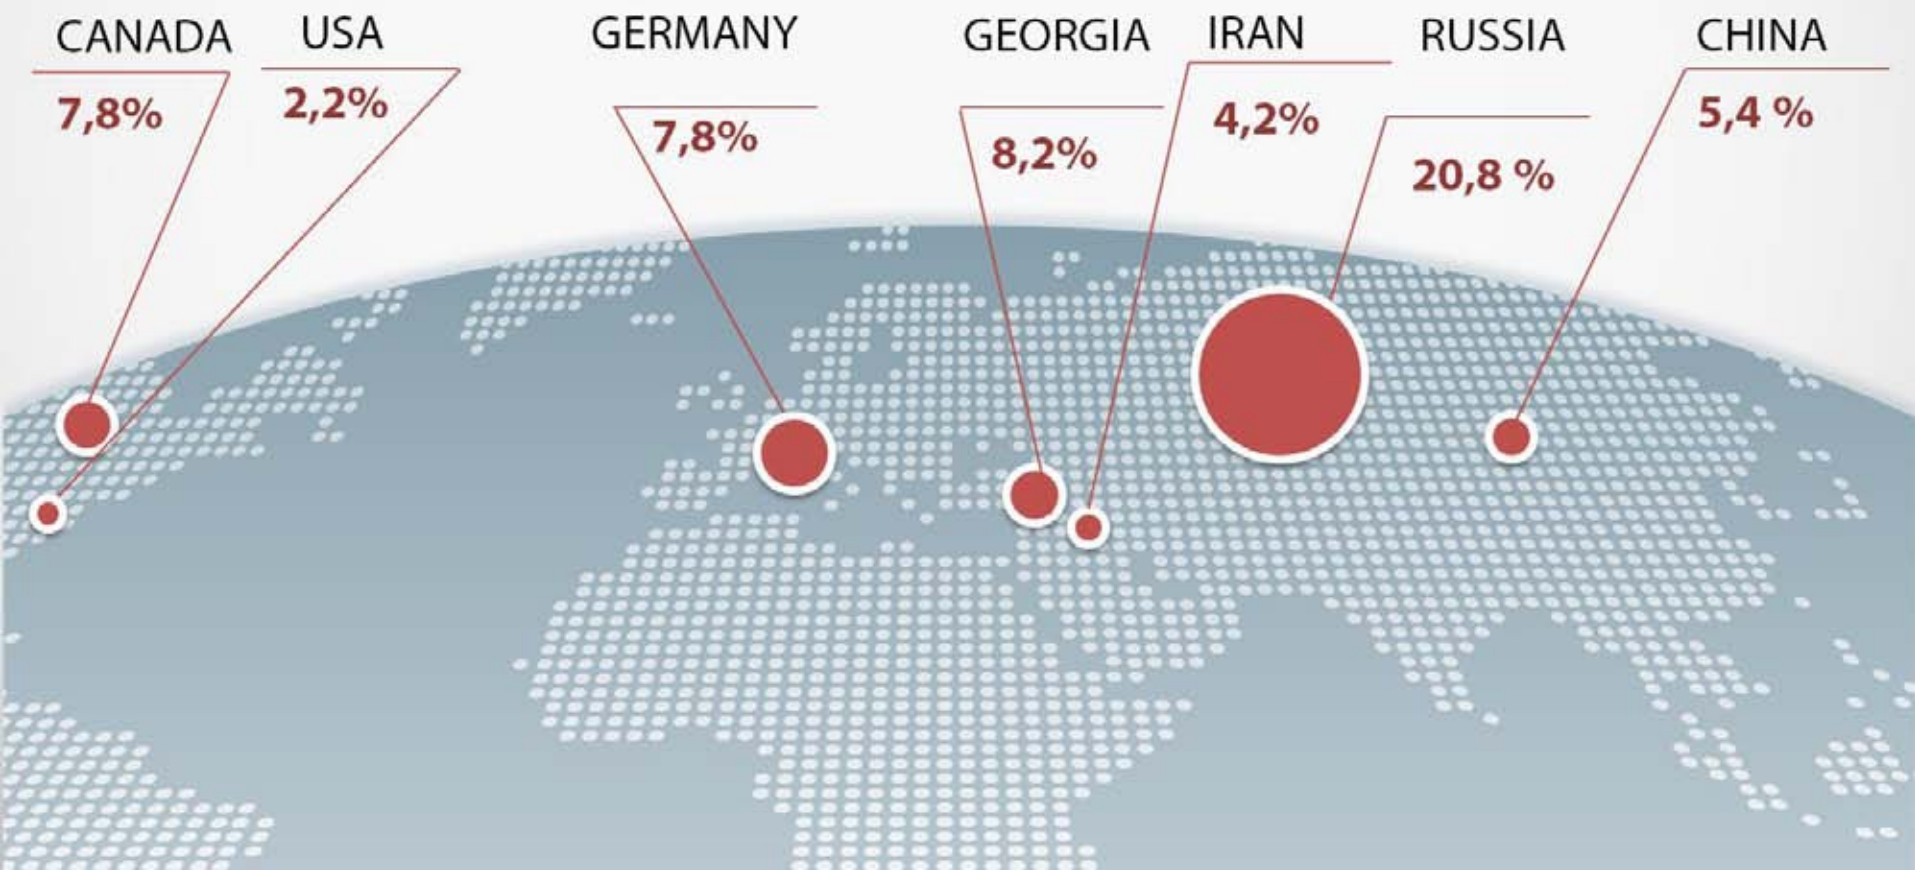 CANADA
7,8%
USA
2,2%
GERMANY
7,8%
GEORGIA
8,2%
IRAN
4,2%
RUSSIA
20,8 %
CHINA
5,4 %